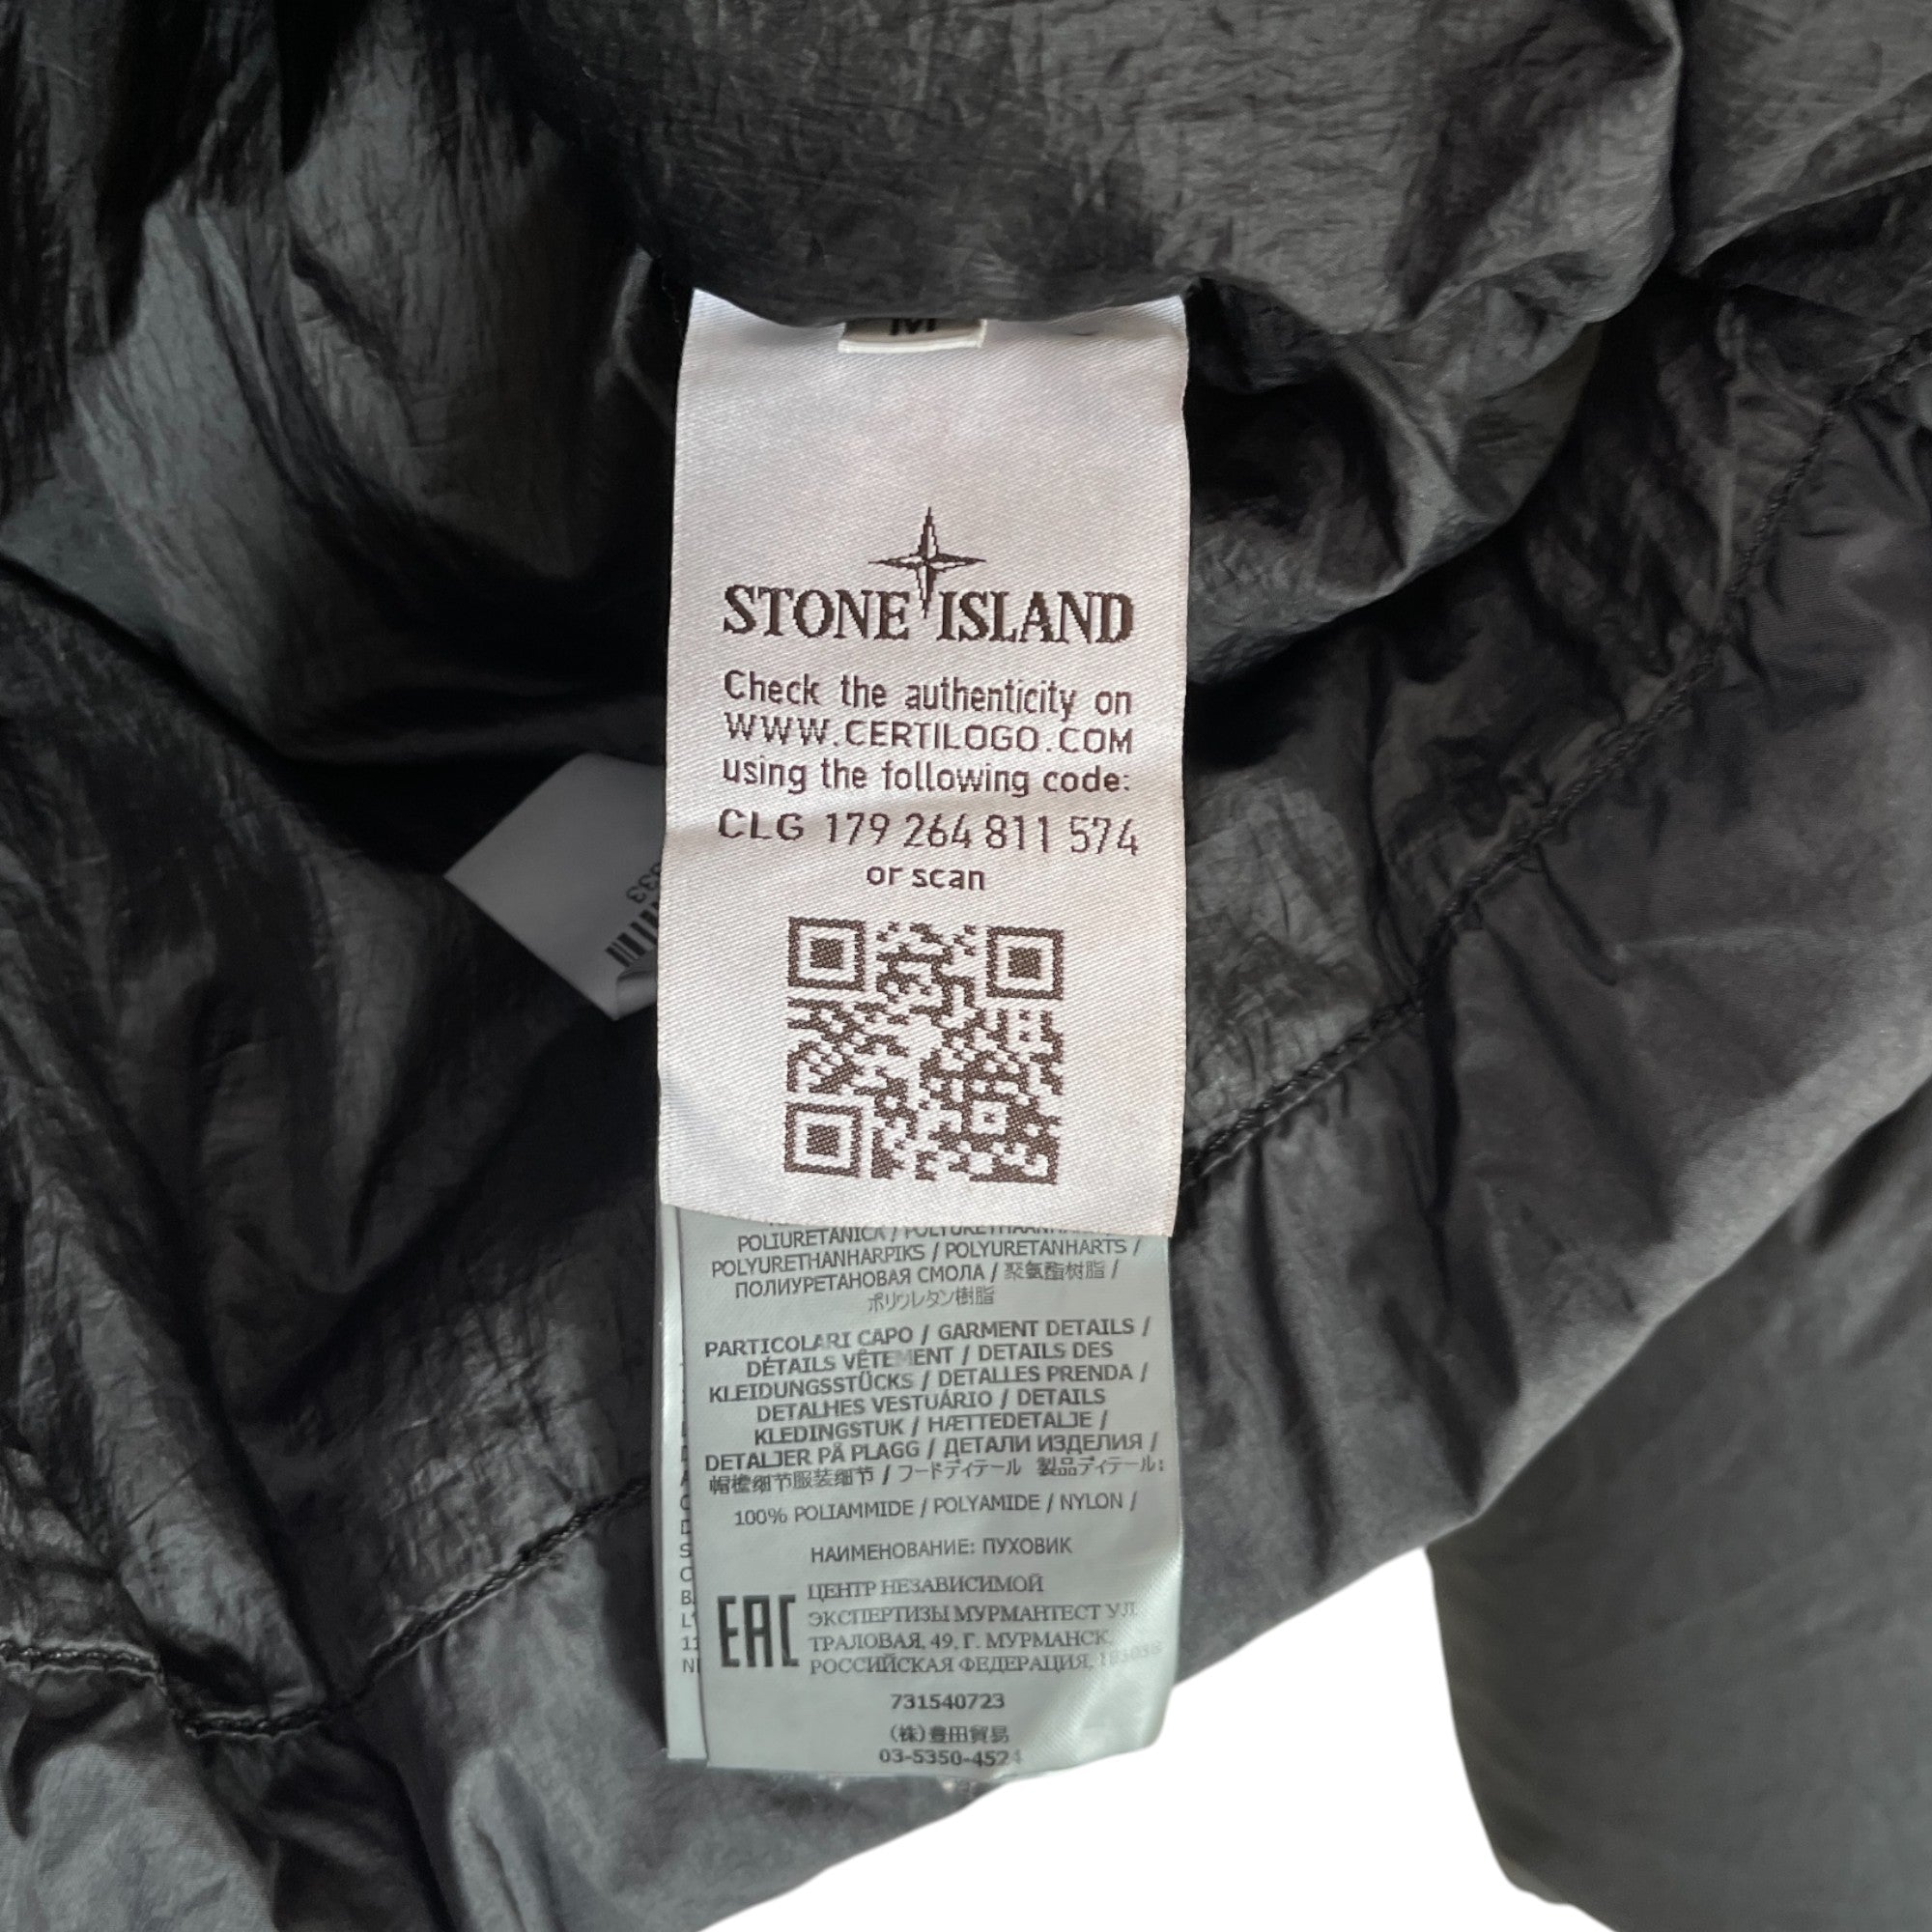 M
STONE ISLAND
Check the authenticity on
WWW.CERTILOGO.COM
using the following code:
CLG 179 264 811 574
or scan
POLIURETANICA /
POLYURETHANHARPIKS / POLYURETANHARTS /
ПОЛИУРЕТАНОВАЯ СМОЛА / 聚氨酯树脂 /
ポリウレタン樹脂
PARTICOLARI CAPO / GARMENT DETAILS /
DÉTAILS VÊTEMENT / DETAILS DES
KLEIDUNGSSTÜCKS / DETALLES PRENDA /
DETALHES VESTUÁRIO / DETAILS
KLEDINGSTUK / HÆTTEDETALJE /
DETALJER PÅ PLAGG / ДЕТАЛИ ИЗДЕЛИЯ /
帽檐细节服装细节 / フードディテール 製品ディテール:
100% POLIAMMIDE / POLYAMIDE / NYLON /
НАИМЕНОВАНИЕ: ПУХОВИК
EAC
ЦЕНТР НЕЗАВИСИМОЙ
ЭКСПЕРТИЗЫ МУРМАНТЕСТ УЛ.
ТРАЛОВАЯ, 49, Г. МУРМАНСК,
РОССИЙСКАЯ ФЕДЕРАЦИЯ, 183038
731540723
(株)豊田貿易
03-5350-4524